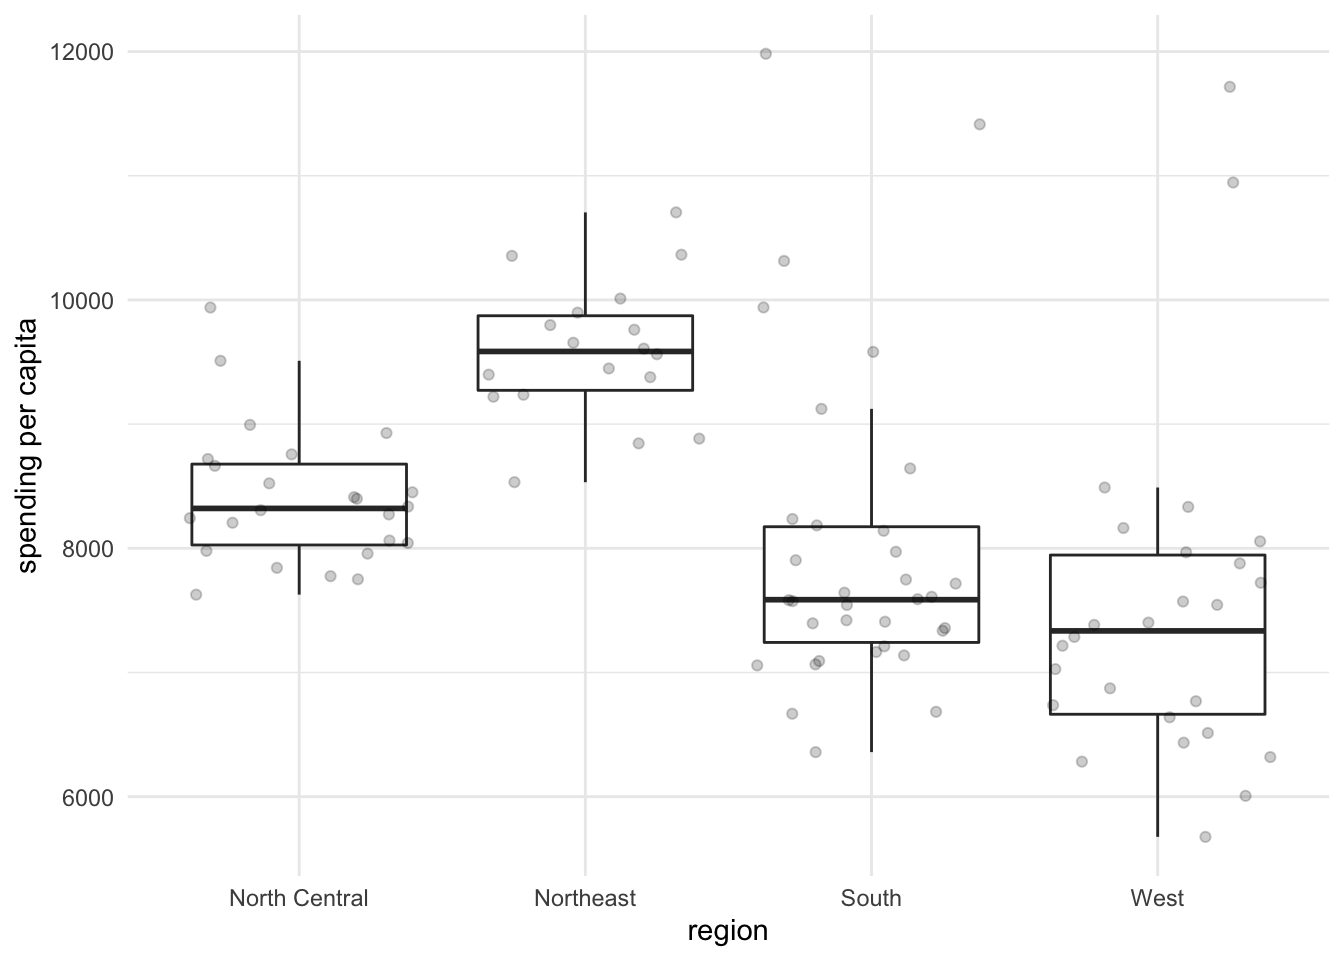 spending per capita
12000
10000
8000
6000
North Central
Northeast
South
West
region